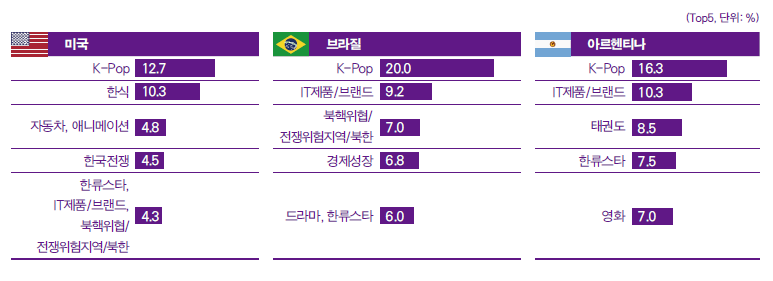 (Top5, 단위: %)
미국
K-Pop 12.7
한식 10.3
자동차, 애니메이션 4.8
한국전쟁 4.5
한류스타,
IT제품/브랜드,
북핵위협/
전쟁위험지역/북한
4.3
브라질
K-Pop 20.0
IT제품/브랜드 9.2
북핵위협/
전쟁위험지역/북한
7.0
경제성장 6.8
드라마, 한류스타 6.0
아르헨티나
K-Pop 16.3
IT제품/브랜드 10.3
태권도 8.5
한류스타 7.5
영화 7.0